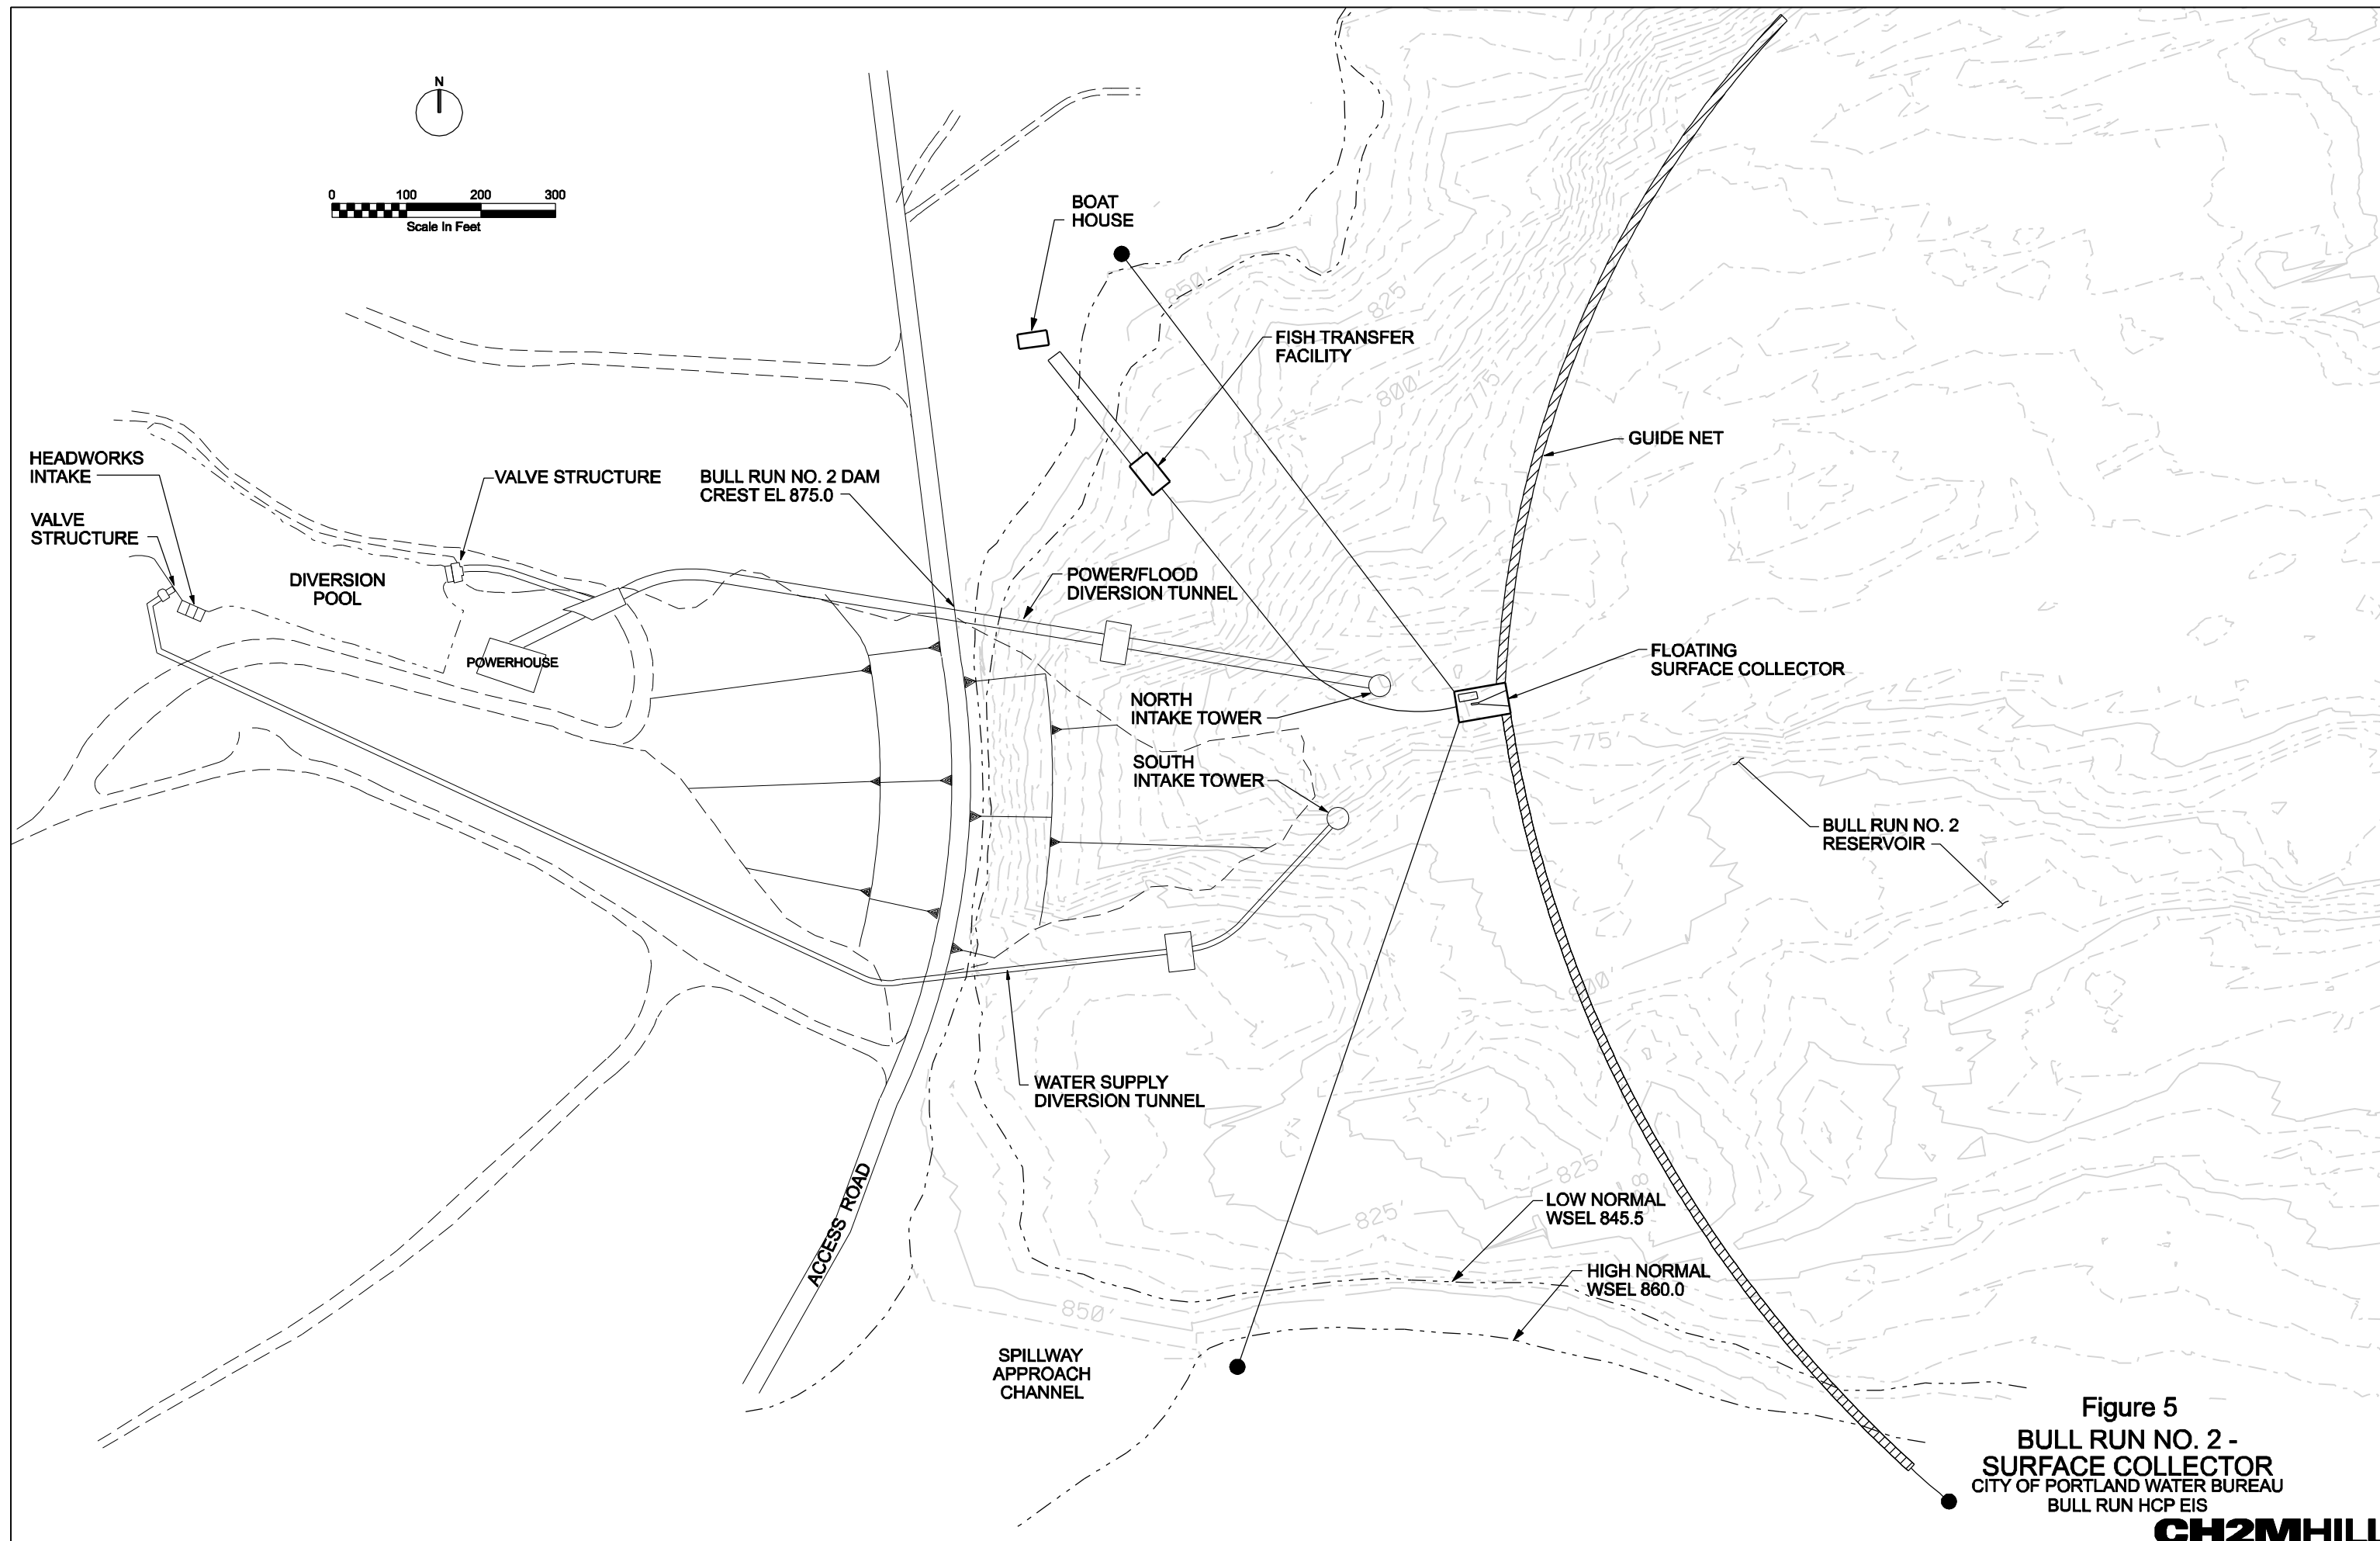 N
0 100 200 300
Scale In Feet
BOAT
HOUSE
850
825
FISH TRANSFER
FACILITY
800
775
GUIDE NET
HEADWORKS
INTAKE
VALVE STRUCTURE
BULL RUN NO. 2 DAM
CREST EL 875.0
VALVE
STRUCTURE
DIVERSION
POOL
POWER/FLOOD
DIVERSION TUNNEL
POWERHOUSE
FLOATING
SURFACE COLLECTOR
NORTH
INTAKE TOWER
775
SOUTH
INTAKE TOWER
BULL RUN NO. 2
RESERVOIR
800
WATER SUPPLY
DIVERSION TUNNEL
ACCESS ROAD
825
825
LOW NORMAL
WSEL 845.5
HIGH NORMAL
WSEL 860.0
850
SPILLWAY
APPROACH
CHANNEL
Figure 5
BULL RUN NO. 2 -
SURFACE COLLECTOR
CITY OF PORTLAND WATER BUREAU
BULL RUN HCP EIS
CH2MHILL